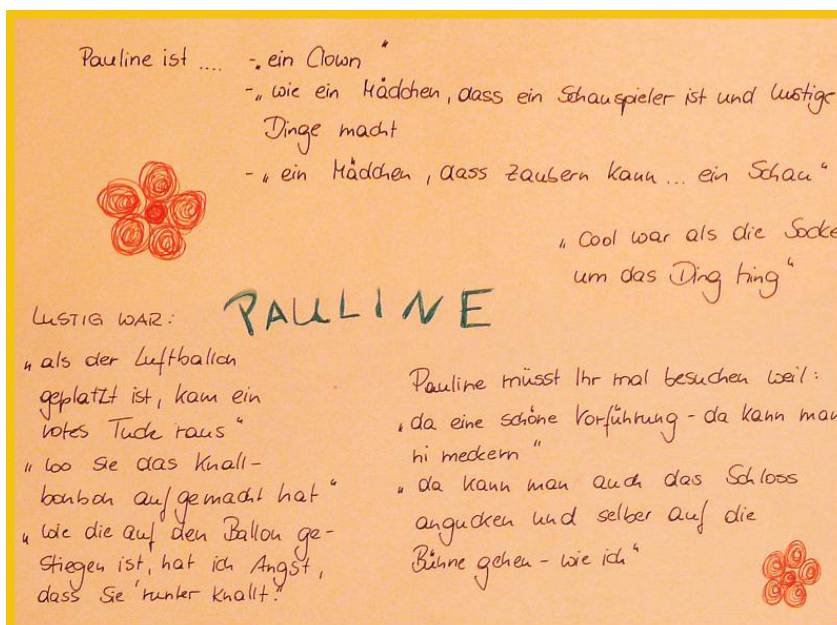 Pauline ist .... -„ein Clown"
-„wie ein Mädchen, dass ein Schauspieler ist und lustige
Dinge macht
-„ein Mädchen, dass zaubern kann... ein Schau"
„Cool war als die Socke
um das Ding hing"
PAULINE
LUSTIG WAR:
„als der Luftballon
geplatzt ist, kam ein
rotes Tuch raus"
„wo sie das Knall-
bonbon aufgemacht hat"
„wie die auf den Ballon ge-
stiegen ist, hat ich Angst,
dass sie 'runter knallt."
Pauline müsst Ihr mal besuchen weil:
„da eine schöne Vorführung - da kann man
ni meckern"
„da kann man auch das Schloss
angucken und selber auf die
Bühne gehen - wie ich"